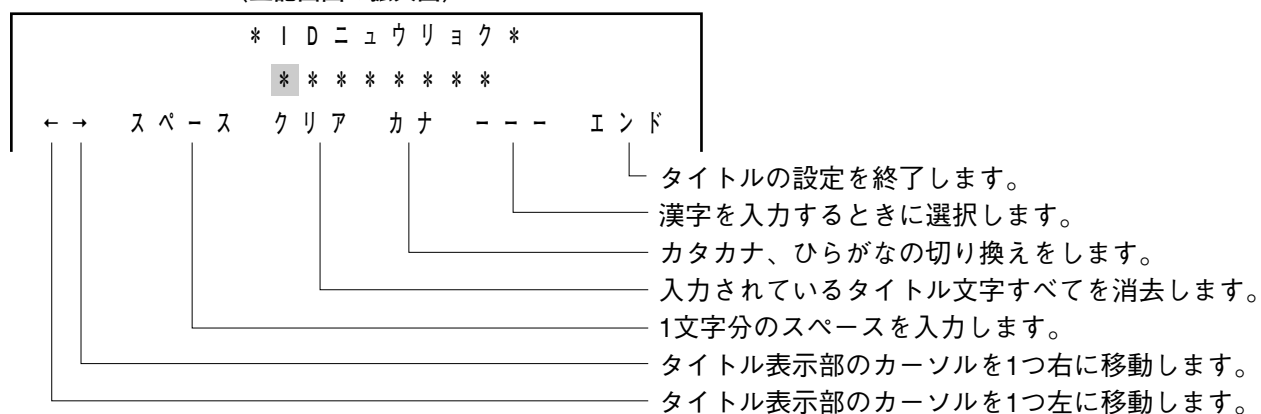 *IDニュウリョク*
********
←→ スペース クリア カナ --- エンド
タイトルの設定を終了します。
漢字を入力するときに選択します。
カタカナ、ひらがなの切り換えをします。
入力されているタイトル文字すべてを消去します。
1文字分のスペースを入力します。
タイトル表示部のカーソルを1つ右に移動します。
タイトル表示部のカーソルを1つ左に移動します。